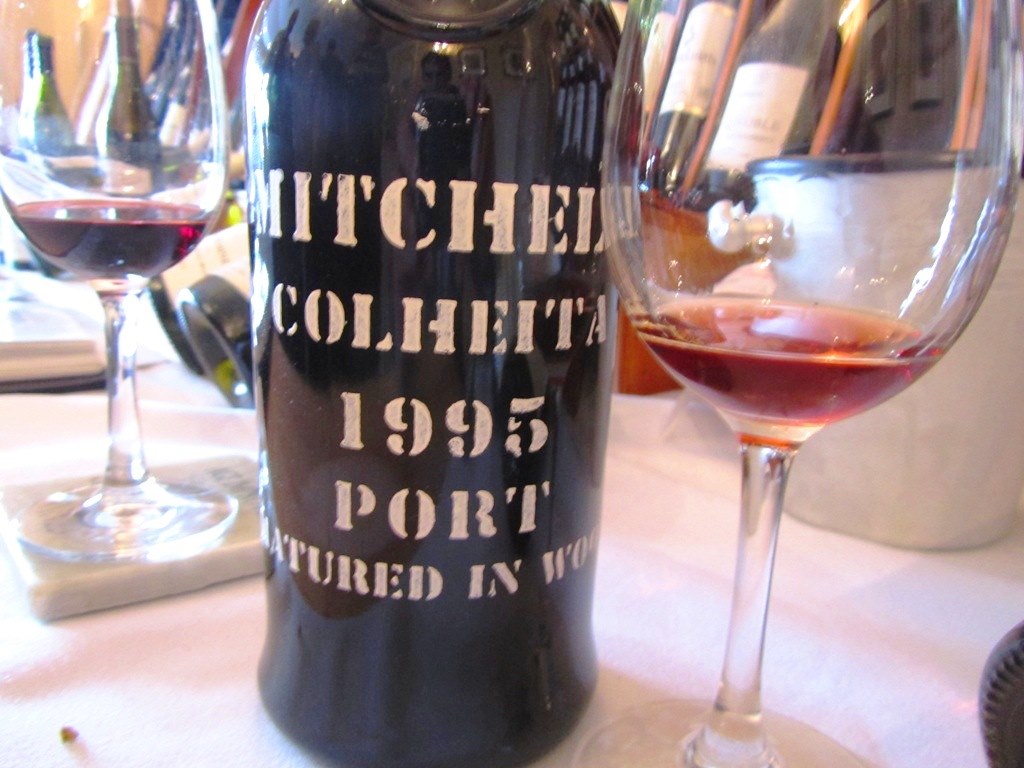 MITCHEL
COLHEITA
1995
PORT
ATURED IN WO